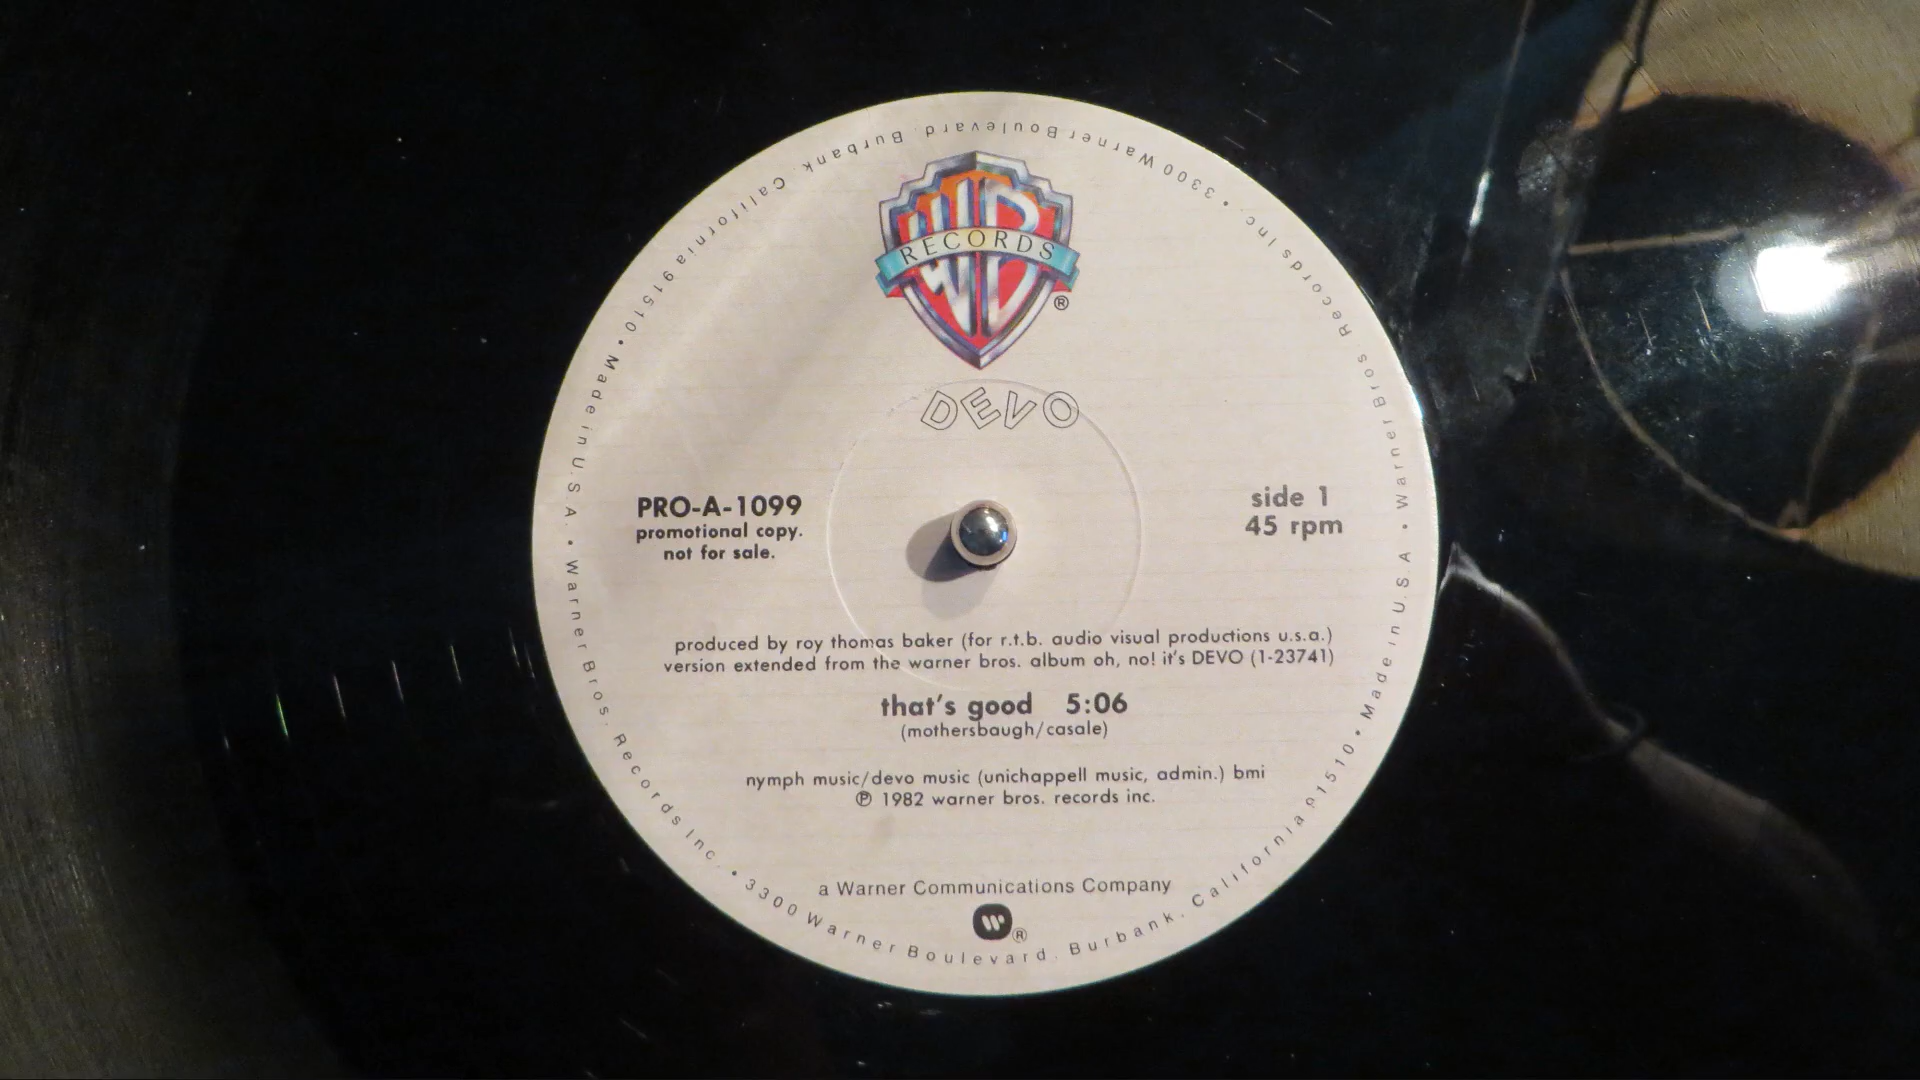 WB
RECORDS
®
DEVO
PRO-A-1099
promotional copy.
not for sale.
side 1
45 rpm
produced by roy thomas baker (for r.t.b. audio visual productions u.s.a.)
version extended from the warner bros. album oh, no! it's DEVO (1-23741)
that's good 5:06
(mothersbaugh/casale)
nymph music/devo music (unichappell music, admin.) bmi
℗ 1982 warner bros. records inc.
a Warner Communications Company
W ®
Warner Bros. Records Inc. • 3300 Warner Boulevard. Burbank. California 91510 • Made in U.S.A. •
Warner Bros Records Inc. • 3300 Warner Boulevard. Burbank. California 91510 • Made in U.S.A. •